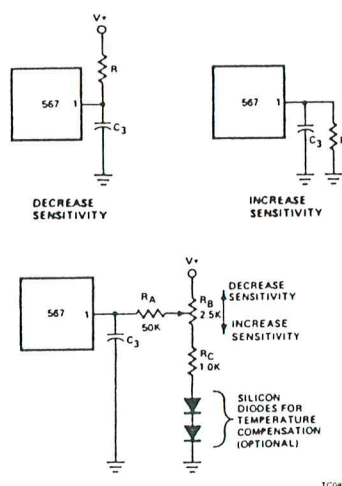 V+
R
567 1
C3
DECREASE
SENSITIVITY
567 1
C3
INCREASE
SENSITIVITY
V+
567 1
RA
50K
C3
RB
2.5K
DECREASE
SENSITIVITY
INCREASE
SENSITIVITY
RC
1.0K
SILICON
DIODES FOR
TEMPERATURE
COMPENSATION
(OPTIONAL)